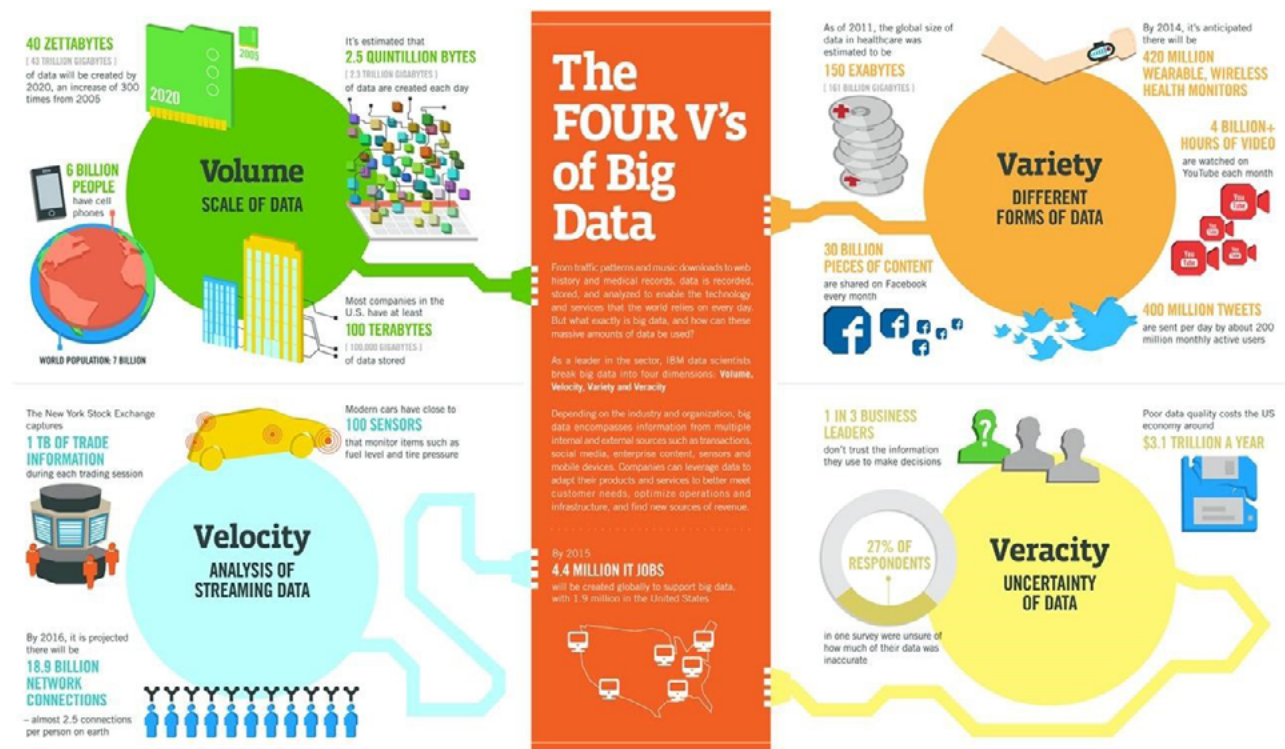 40 ZETTABYTES
[ 43 TRILLION GIGABYTES ]
of data will be created by
2020, an increase of 300
times from 2005
2005
2020
It's estimated that
2.5 QUINTILLION BYTES
[ 2.3 TRILLION GIGABYTES ]
of data are created each day
6 BILLION
PEOPLE
have cell
phones
WORLD POPULATION: 7 BILLION
Volume
SCALE OF DATA
Most companies in the
U.S. have at least
100 TERABYTES
[ 100,000 GIGABYTES ]
of data stored
The New York Stock Exchange
captures
1 TB OF TRADE
INFORMATION
during each trading session
Modern cars have close to
100 SENSORS
that monitor items such as
fuel level and tire pressure
Velocity
ANALYSIS OF
STREAMING DATA
By 2016, it is projected
there will be
18.9 BILLION
NETWORK
CONNECTIONS
– almost 2.5 connections
per person on earth
The
FOUR V's
of Big
Data
From traffic patterns and music downloads to web
history and medical records, data is recorded,
stored, and analyzed to enable the technology
and services that the world relies on every day.
But what exactly is big data, and how can these
massive amounts of data be used?
As a leader in the sector, IBM data scientists
break big data into four dimensions: Volume,
Velocity, Variety and Veracity
Depending on the industry and organization, big
data encompasses information from multiple
internal and external sources such as transactions,
social media, enterprise content, sensors and
mobile devices. Companies can leverage data to
adapt their products and services to better meet
customer needs, optimize operations and
infrastructure, and find new sources of revenue.
By 2015
4.4 MILLION IT JOBS
will be created globally to support big data,
with 1.9 million in the United States
As of 2011, the global size of
data in healthcare was
estimated to be
150 EXABYTES
[ 161 BILLION GIGABYTES ]
Variety
DIFFERENT
FORMS OF DATA
By 2014, it's anticipated
there will be
420 MILLION
WEARABLE, WIRELESS
HEALTH MONITORS
4 BILLION+
HOURS OF VIDEO
are watched on
YouTube each month
You
Tube
You
Tube
You
Tube
You
Tube
30 BILLION
PIECES OF CONTENT
are shared on Facebook
every month
400 MILLION TWEETS
are sent per day by about 200
million monthly active users
1 IN 3 BUSINESS
LEADERS
don't trust the information
they use to make decisions
?
Poor data quality costs the US
economy around
$3.1 TRILLION A YEAR
27% OF
RESPONDENTS
in one survey were unsure of
how much of their data was
inaccurate
Veracity
UNCERTAINTY
OF DATA